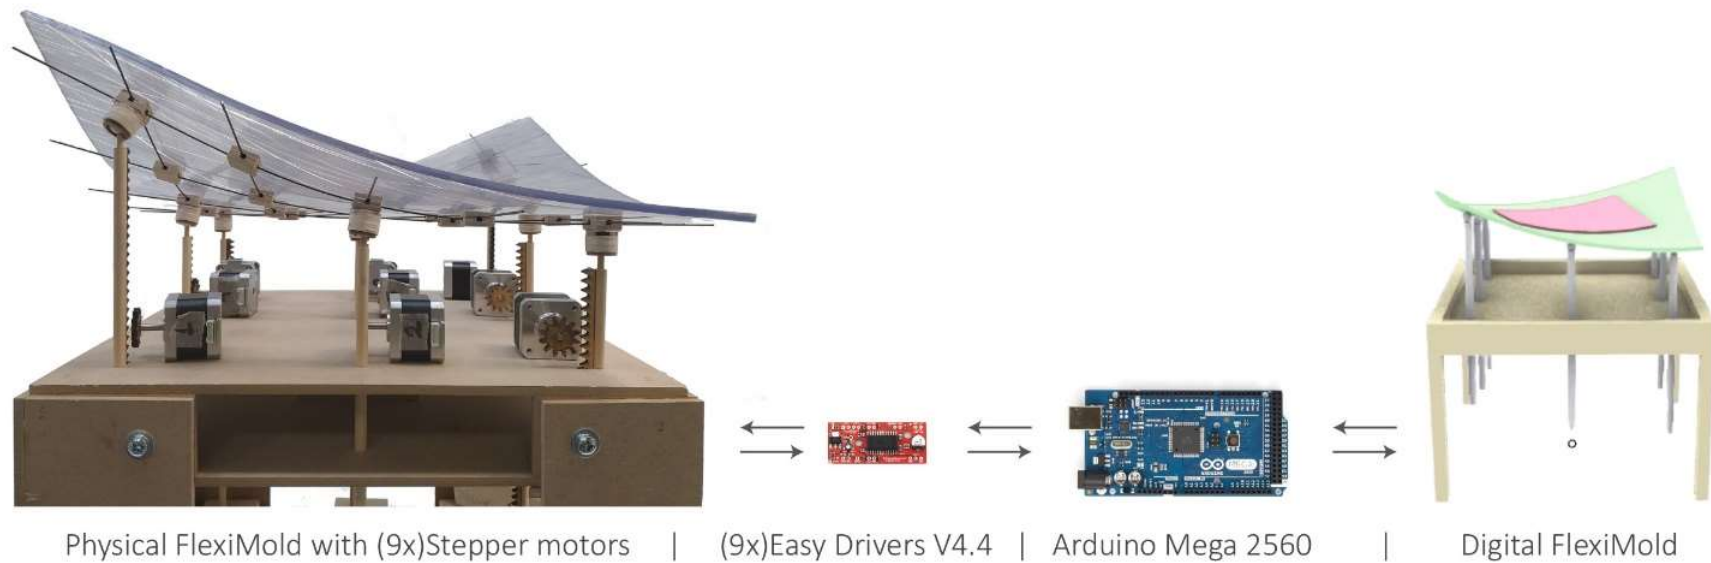 Physical FlexiMold with (9x)Stepper motors | (9x)Easy Drivers V4.4 | Arduino Mega 2560 | Digital FlexiMold